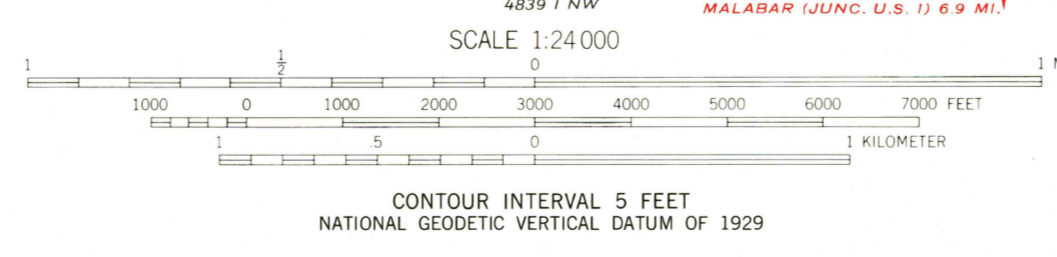 4839 I NW
MALABAR (JUNC. U.S. 1) 6.9 MI.
SCALE 1:24 000
1 1/2 0 1 M
1000 0 1000 2000 3000 4000 5000 6000 7000 FEET
1 .5 0 1 KILOMETER
CONTOUR INTERVAL 5 FEET
NATIONAL GEODETIC VERTICAL DATUM OF 1929